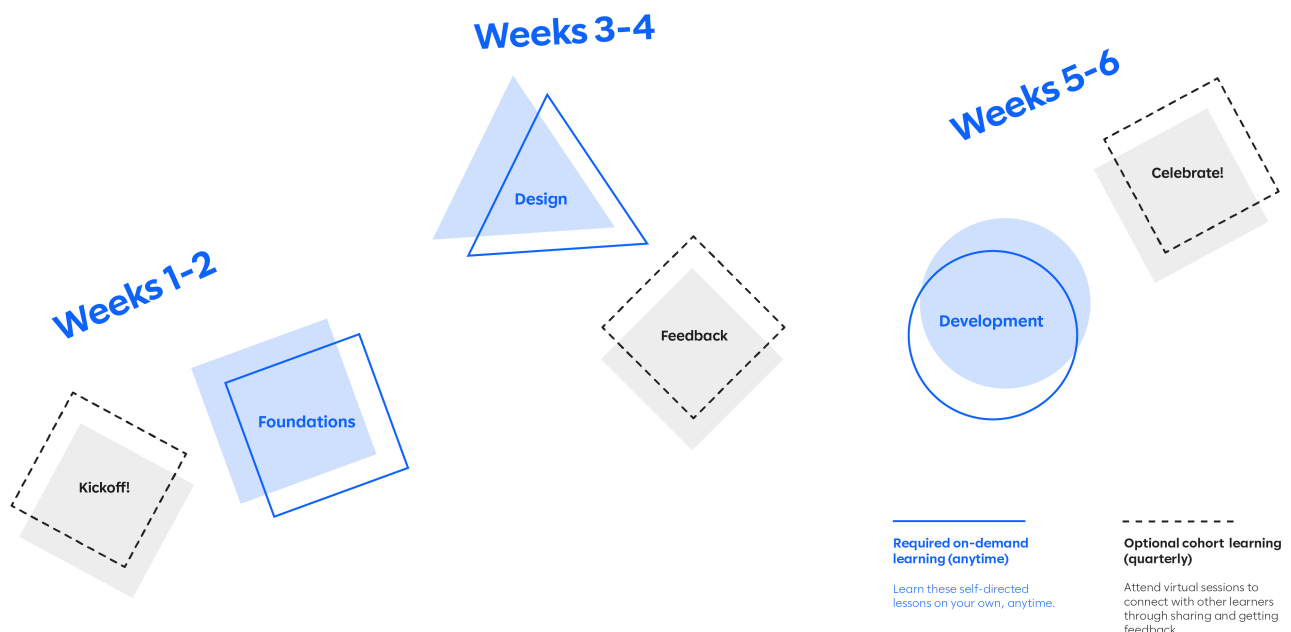 Weeks 1-2
Kickoff!
Foundations
Weeks 3-4
Design
Feedback
Weeks 5-6
Development
Celebrate!
Required on-demand
learning (anytime)
Learn these self-directed
lessons on your own, anytime.
Optional cohort learning
(quarterly)
Attend virtual sessions to
connect with other learners
through sharing and getting
feedback